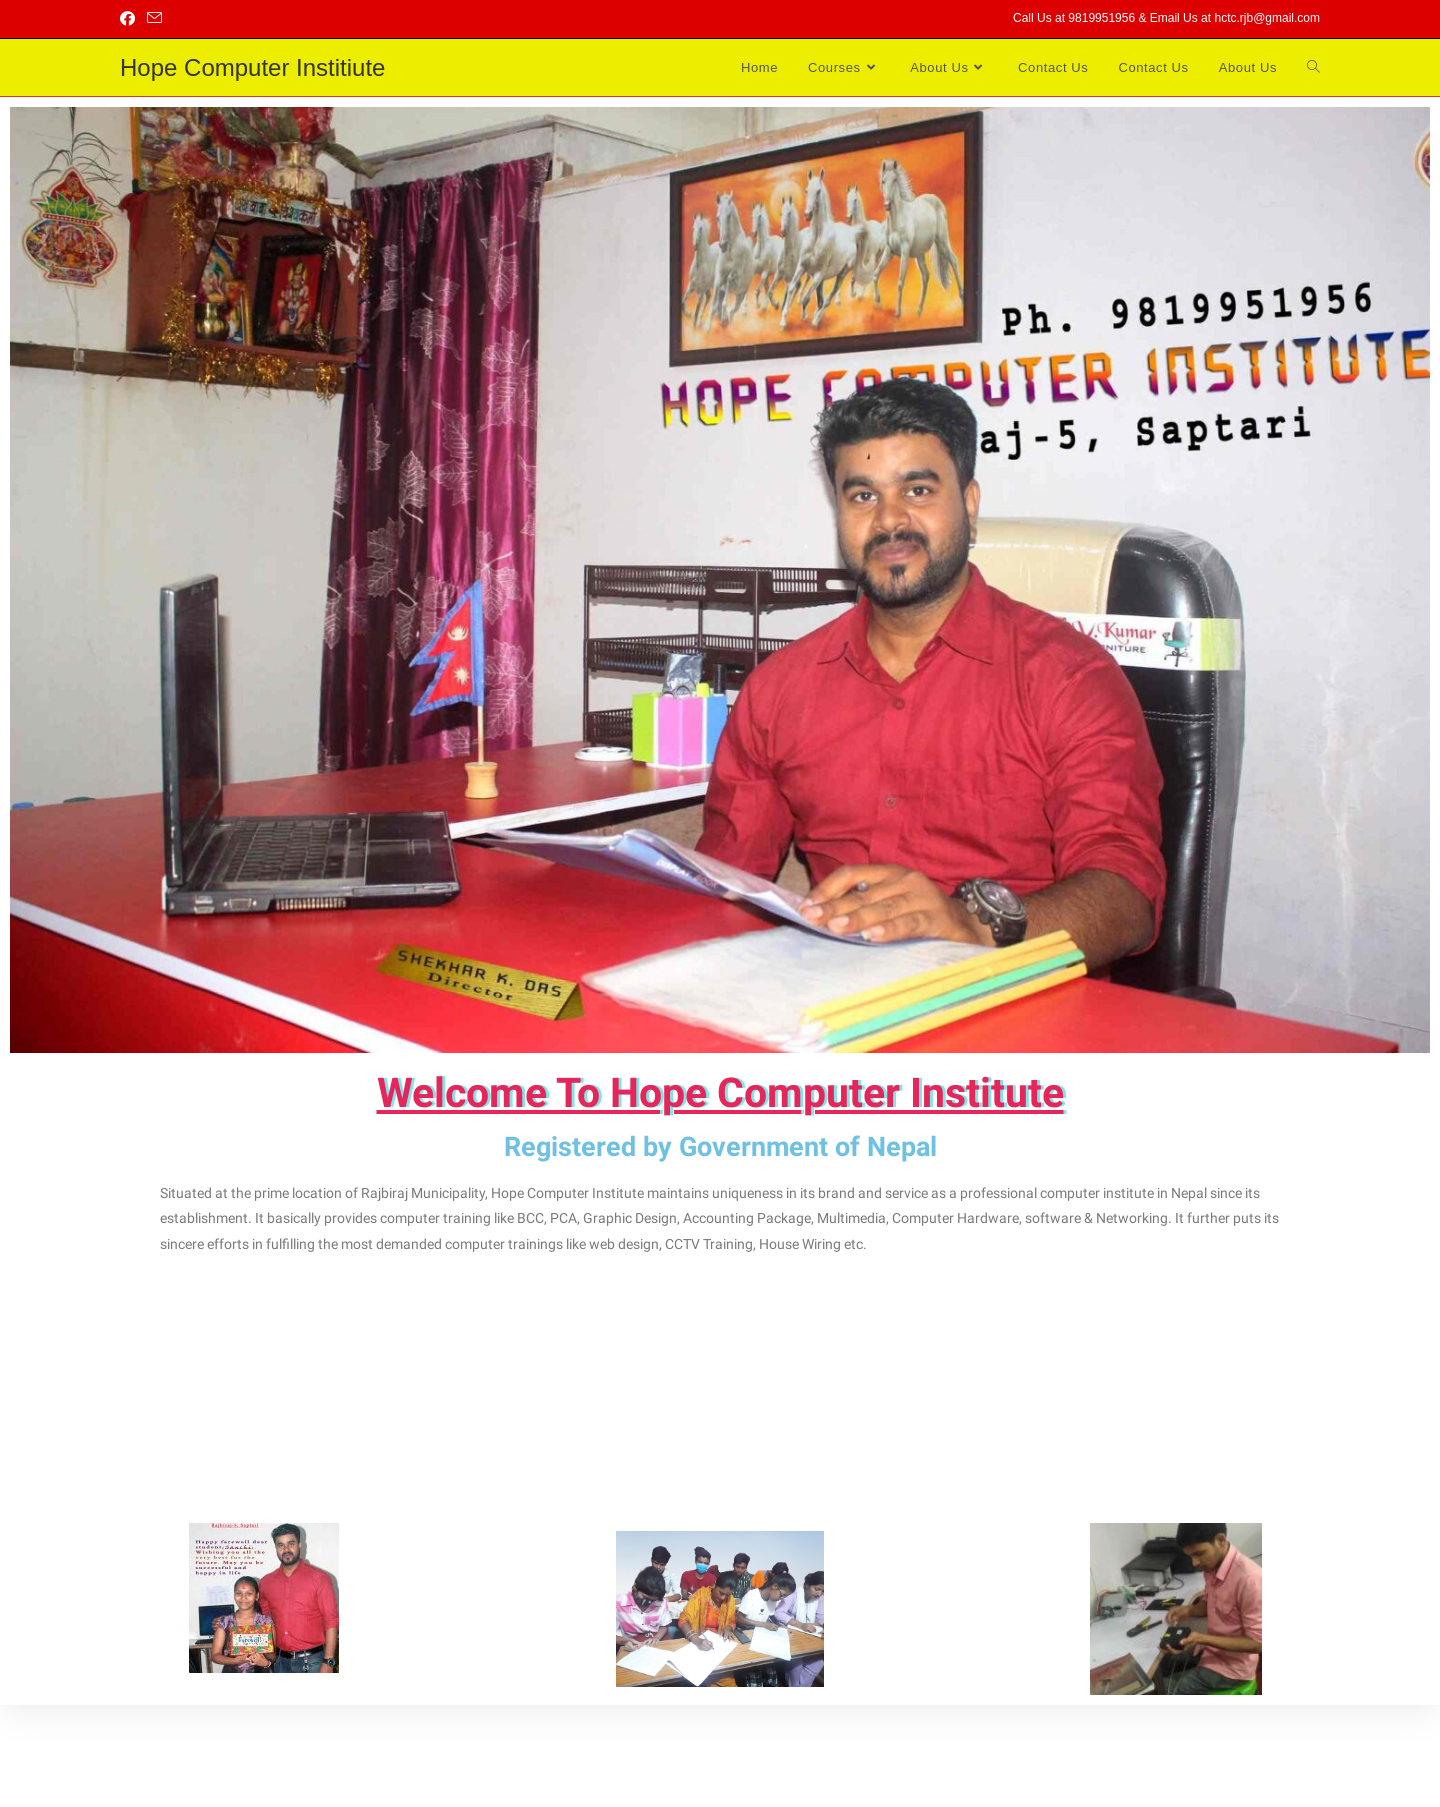 Call Us at 9819951956 & Email Us at hctc.rjb@gmail.com
Hope Computer Institiute
Home
Courses
About Us
Contact Us
Contact Us
About Us
Ph. 9819951956
HOPE COMPUTER INSTITUTE
aj-5, Saptari
V.Kumar
NITURE
SHEKHAR K. DAS
Director
Welcome To Hope Computer Institute
Registered by Government of Nepal
Situated at the prime location of Rajbiraj Municipality, Hope Computer Institute maintains uniqueness in its brand and service as a professional computer institute in Nepal since its
establishment. It basically provides computer training like BCC, PCA, Graphic Design, Accounting Package, Multimedia, Computer Hardware, software & Networking. It further puts its
sincere efforts in fulfilling the most demanded computer trainings like web design, CCTV Training, House Wiring etc.
Rajbiraj-5, Saptari
Happy farewell deer
Wishing you all the
very best for the
future. May you be
successful and
happy in life.